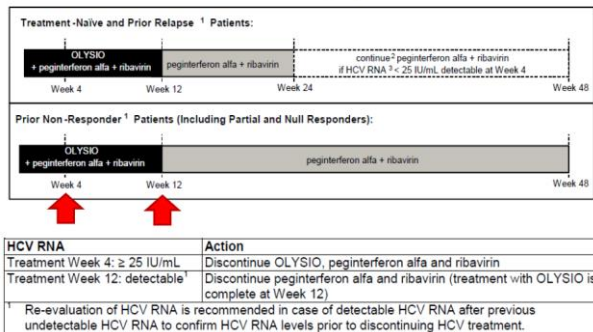 Treatment -Naïve and Prior Relapse ¹ Patients:
OLYSIO
+ peginterferon alfa + ribavirin
peginterferon alfa + ribavirin
continue² peginterferon alfa + ribavirin
if HCV RNA ³ < 25 IU/mL detectable at Week 4
Week 4
Week 12
Week 24
Week 48
Prior Non-Responder ¹ Patients (Including Partial and Null Responders):
OLYSIO
+ peginterferon alfa + ribavirin
peginterferon alfa + ribavirin
Week 4
Week 12
Week 48
HCV RNA Action
Treatment Week 4: ≥ 25 IU/mL Discontinue OLYSIO, peginterferon alfa and ribavirin
Treatment Week 12: detectable¹ Discontinue peginterferon alfa and ribavirin (treatment with OLYSIO is
complete at Week 12)
¹ Re-evaluation of HCV RNA is recommended in case of detectable HCV RNA after previous
undetectable HCV RNA to confirm HCV RNA levels prior to discontinuing HCV treatment.